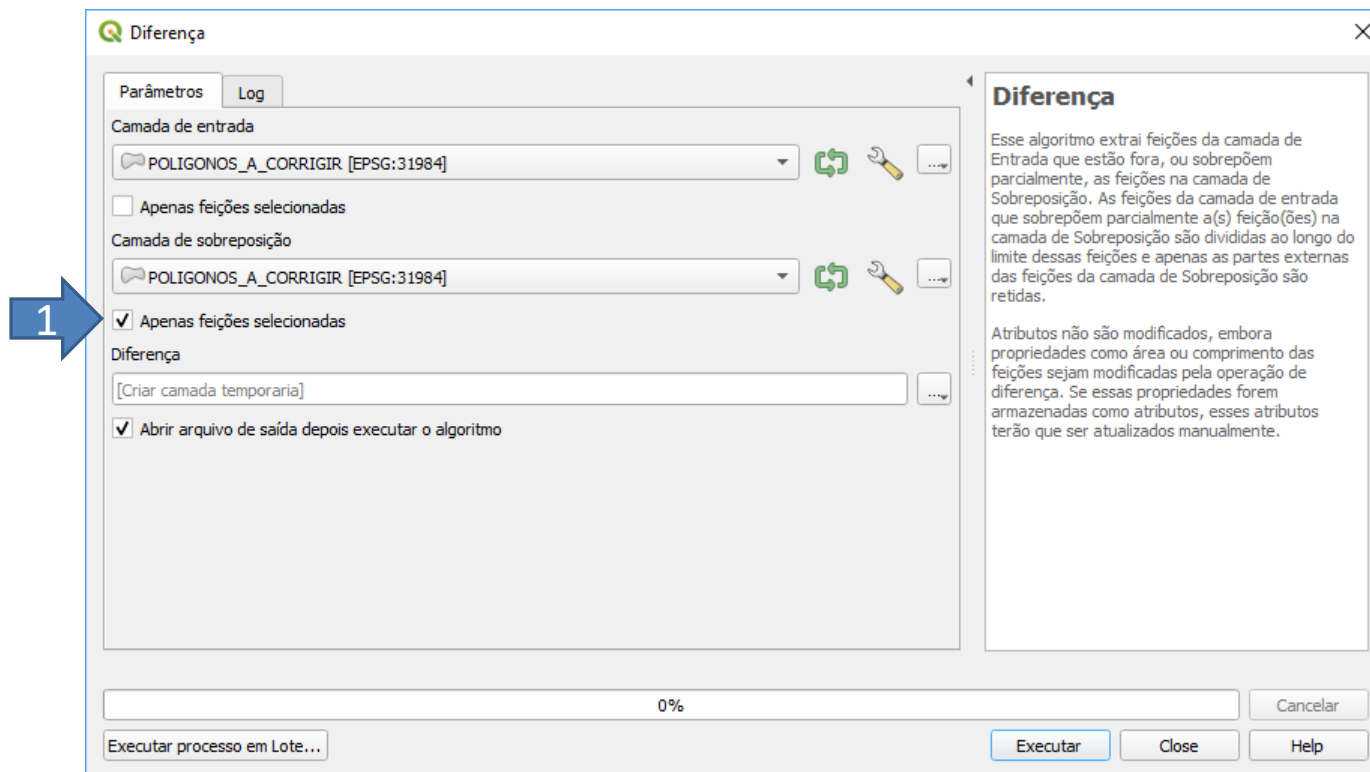 Diferença
Parâmetros
Log
Camada de entrada
POLIGONOS_A_CORRIGIR [EPSG:31984]
...
Apenas feições selecionadas
Camada de sobreposição
POLIGONOS_A_CORRIGIR [EPSG:31984]
...
1
Apenas feições selecionadas
Diferença
[Criar camada temporaria]
...
Abrir arquivo de saída depois executar o algoritmo
Diferença
Esse algoritmo extrai feições da camada de
Entrada que estão fora, ou sobrepõem
parcialmente, as feições na camada de
Sobreposição. As feições da camada de entrada
que sobrepõem parcialmente a(s) feição(ões) na
camada de Sobreposição são divididas ao longo do
limite dessas feições e apenas as partes externas
das feições da camada de Sobreposição são
retidas.
Atributos não são modificados, embora
propriedades como área ou comprimento das
feições sejam modificadas pela operação de
diferença. Se essas propriedades forem
armazenadas como atributos, esses atributos
terão que ser atualizados manualmente.
0%
Cancelar
Executar processo em Lote...
Executar
Close
Help